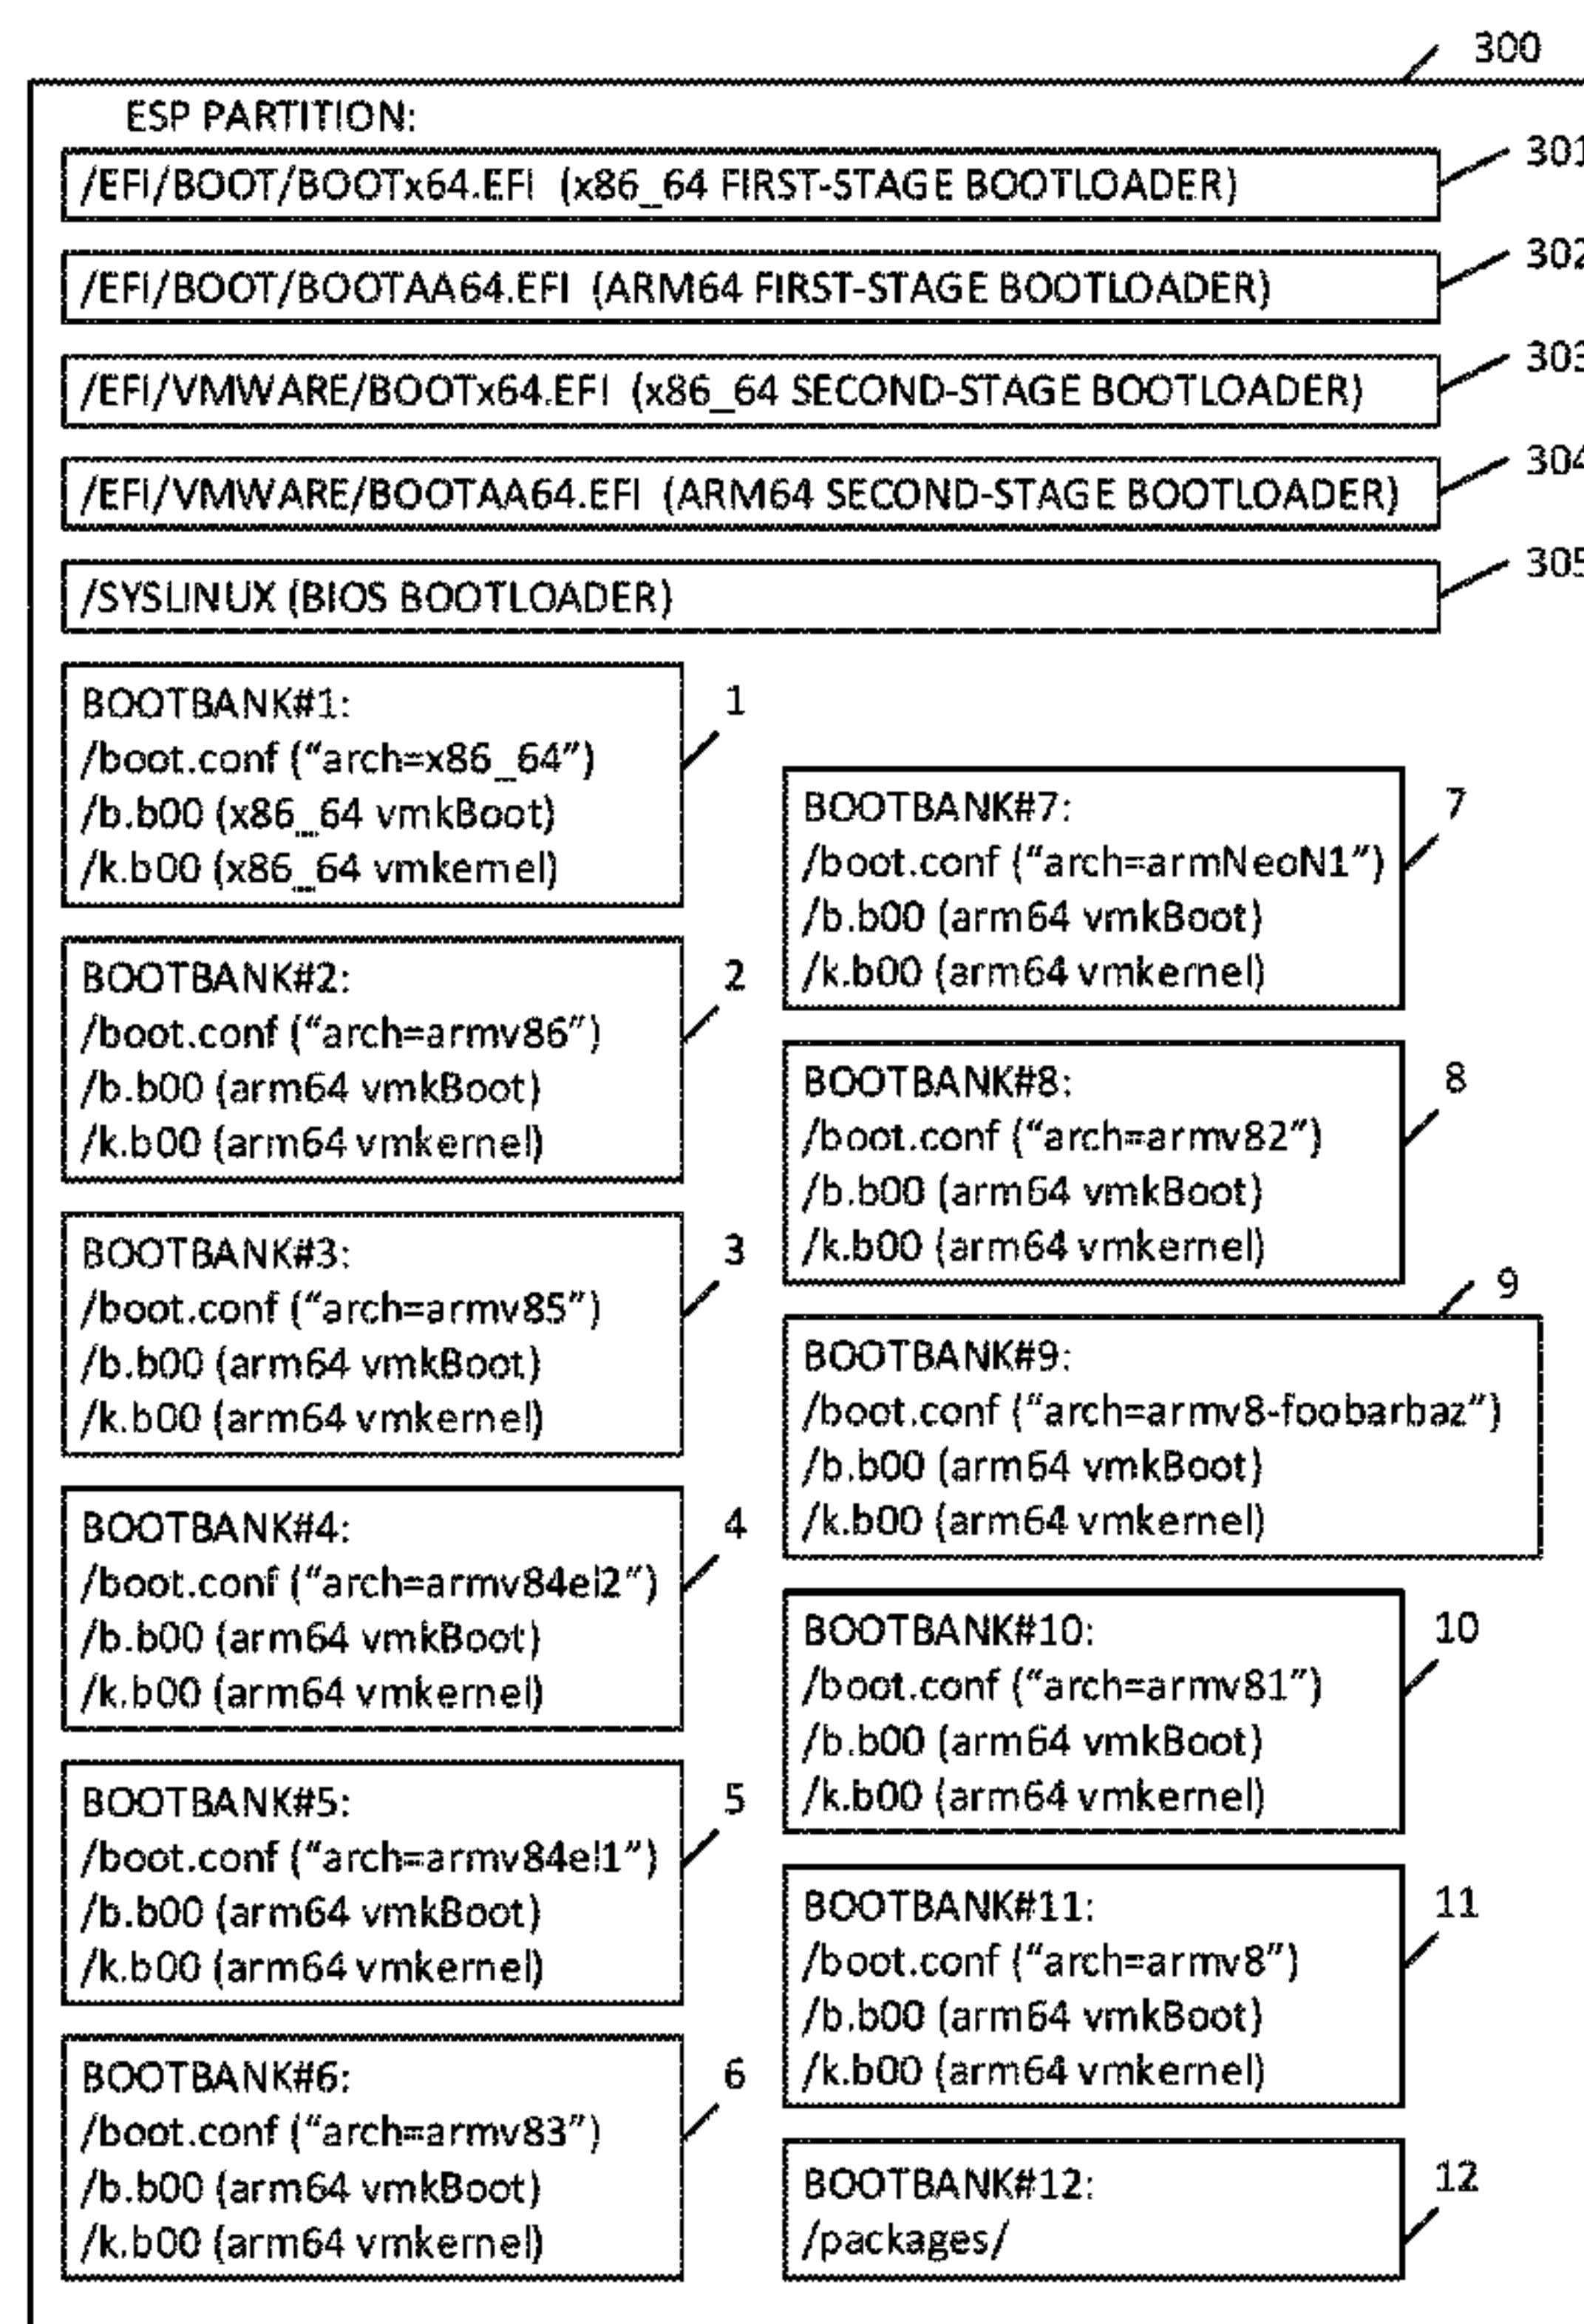 300
ESP PARTITION:
/EFI/BOOT/BOOTx64.EFI (x86_64 FIRST-STAGE BOOTLOADER)
301
/EFI/BOOT/BOOTAA64.EFI (ARM64 FIRST-STAGE BOOTLOADER)
302
/EFI/VMWARE/BOOTx64.EFI (x86_64 SECOND-STAGE BOOTLOADER)
303
/EFI/VMWARE/BOOTAA64.EFI (ARM64 SECOND-STAGE BOOTLOADER)
304
/SYSLINUX (BIOS BOOTLOADER)
305
BOOTBANK#1:
/boot.conf (“arch=x86_64”)
/b.b00 (x86_64 vmkBoot)
/k.b00 (x86_64 vmkernel)
1
BOOTBANK#2:
/boot.conf (“arch=armv86”)
/b.b00 (arm64 vmkBoot)
/k.b00 (arm64 vmkernel)
2
BOOTBANK#3:
/boot.conf (“arch=armv85”)
/b.b00 (arm64 vmkBoot)
/k.b00 (arm64 vmkernel)
3
BOOTBANK#4:
/boot.conf (“arch=armv84el2”)
/b.b00 (arm64 vmkBoot)
/k.b00 (arm64 vmkernel)
4
BOOTBANK#5:
/boot.conf (“arch=armv84el1”)
/b.b00 (arm64 vmkBoot)
/k.b00 (arm64 vmkernel)
5
BOOTBANK#6:
/boot.conf (“arch=armv83”)
/b.b00 (arm64 vmkBoot)
/k.b00 (arm64 vmkernel)
6
BOOTBANK#7:
/boot.conf (“arch=armNeoN1”)
/b.b00 (arm64 vmkBoot)
/k.b00 (arm64 vmkernel)
7
BOOTBANK#8:
/boot.conf (“arch=armv82”)
/b.b00 (arm64 vmkBoot)
/k.b00 (arm64 vmkernel)
8
BOOTBANK#9:
/boot.conf (“arch=armv8-foobarbaz”)
/b.b00 (arm64 vmkBoot)
/k.b00 (arm64 vmkernel)
9
BOOTBANK#10:
/boot.conf (“arch=armv81”)
/b.b00 (arm64 vmkBoot)
/k.b00 (arm64 vmkernel)
10
BOOTBANK#11:
/boot.conf (“arch=armv8”)
/b.b00 (arm64 vmkBoot)
/k.b00 (arm64 vmkernel)
11
BOOTBANK#12:
/packages/
12